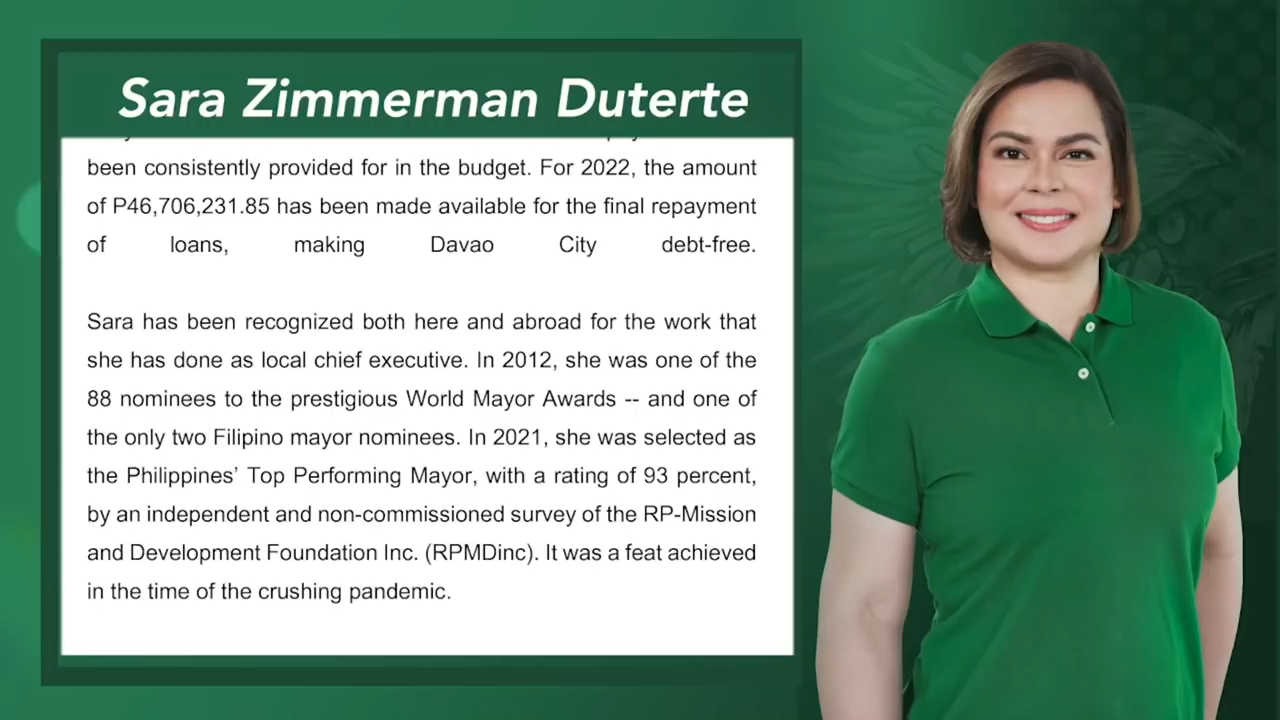 Sara Zimmerman Duterte
been consistently provided for in the budget. For 2022, the amount
of P46,706,231.85 has been made available for the final repayment
of loans, making Davao City debt-free.
Sara has been recognized both here and abroad for the work that
she has done as local chief executive. In 2012, she was one of the
88 nominees to the prestigious World Mayor Awards -- and one of
the only two Filipino mayor nominees. In 2021, she was selected as
the Philippines’ Top Performing Mayor, with a rating of 93 percent,
by an independent and non-commissioned survey of the RP-Mission
and Development Foundation Inc. (RPMDinc). It was a feat achieved
in the time of the crushing pandemic.